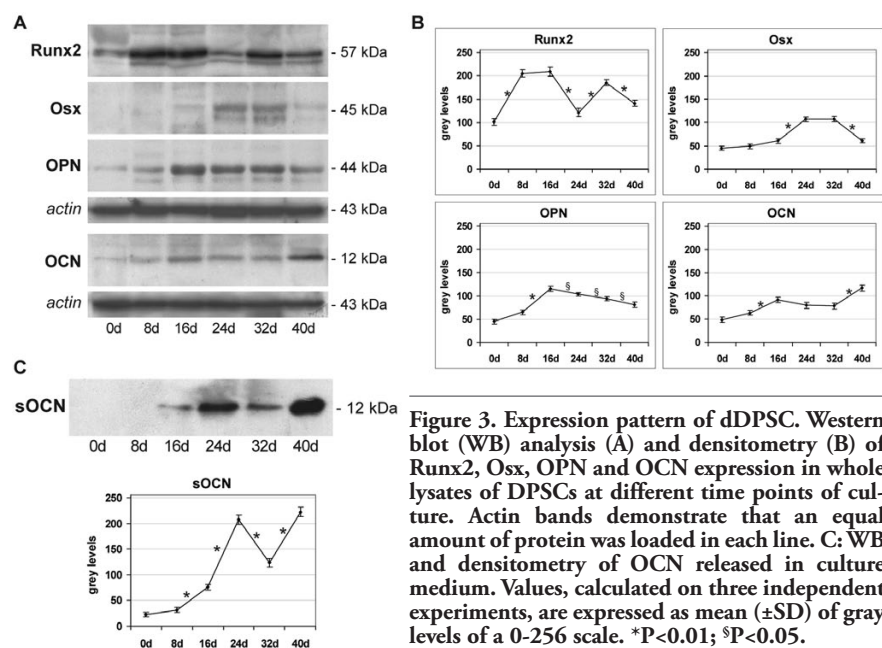 A
Runx2
- 57 kDa
Osx
- 45 kDa
OPN
- 44 kDa
actin
- 43 kDa
OCN
- 12 kDa
actin
- 43 kDa
0d 8d 16d 24d 32d 40d
B
Runx2
250
200
150
100
50
0
grey levels
* * * *
0d 8d 16d 24d 32d 40d
Osx
250
200
150
100
50
0
grey levels
* *
0d 8d 16d 24d 32d 40d
OPN
250
200
150
100
50
0
grey levels
* § § §
0d 8d 16d 24d 32d 40d
OCN
250
200
150
100
50
0
grey levels
* *
0d 8d 16d 24d 32d 40d
C
sOCN
- 12 kDa
0d 8d 16d 24d 32d 40d
sOCN
250
200
150
100
50
0
grey levels
* * * *
0d 8d 16d 24d 32d 40d
Figure 3. Expression pattern of dDPSC. Western
blot (WB) analysis (A) and densitometry (B) of
Runx2, Osx, OPN and OCN expression in whole
lysates of DPSCs at different time points of cul-
ture. Actin bands demonstrate that an equal
amount of protein was loaded in each line. C: WB
and densitometry of OCN released in culture
medium. Values, calculated on three independent
experiments, are expressed as mean (±SD) of gray
levels of a 0-256 scale. *P<0.01; §P<0.05.